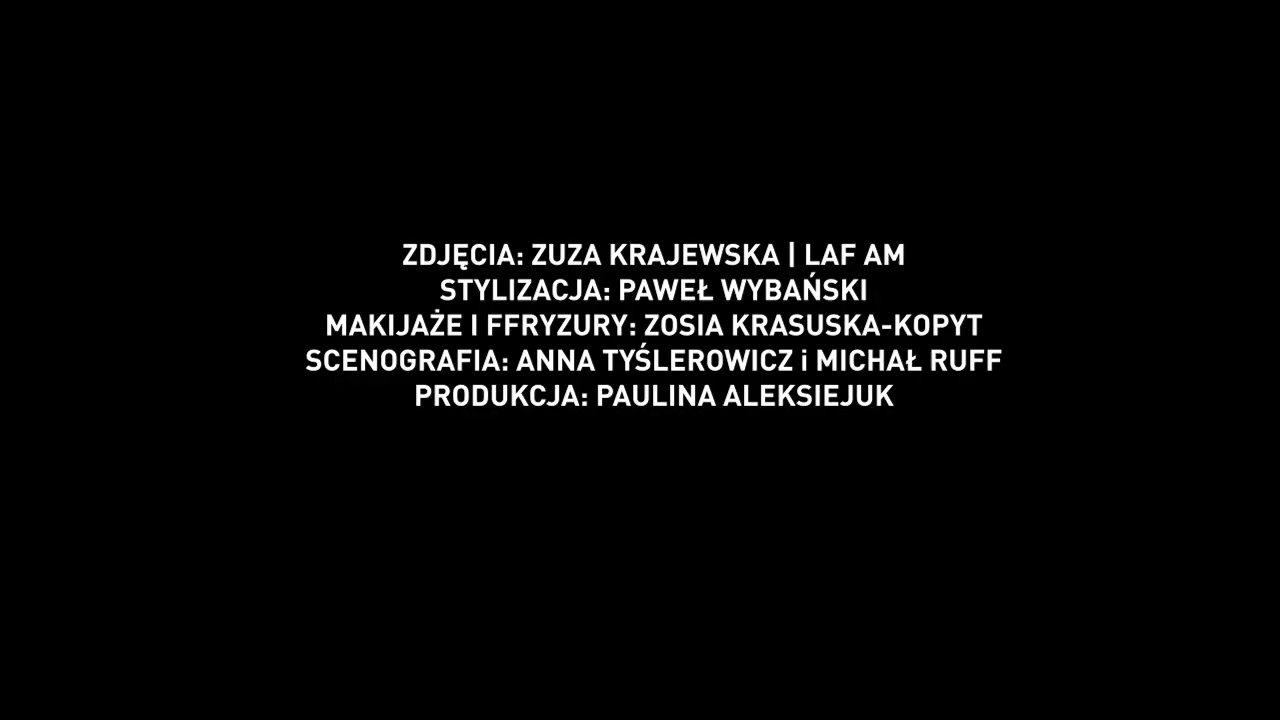 ZDJĘCIA: ZUZA KRAJEWSKA | LAF AM
STYLIZACJA: PAWEŁ WYBAŃSKI
MAKIJAŻE I FFRYZURY: ZOSIA KRASUSKA-KOPYT
SCENOGRAFIA: ANNA TYŚLEROWICZ i MICHAŁ RUFF
PRODUKCJA: PAULINA ALEKSIEJUK